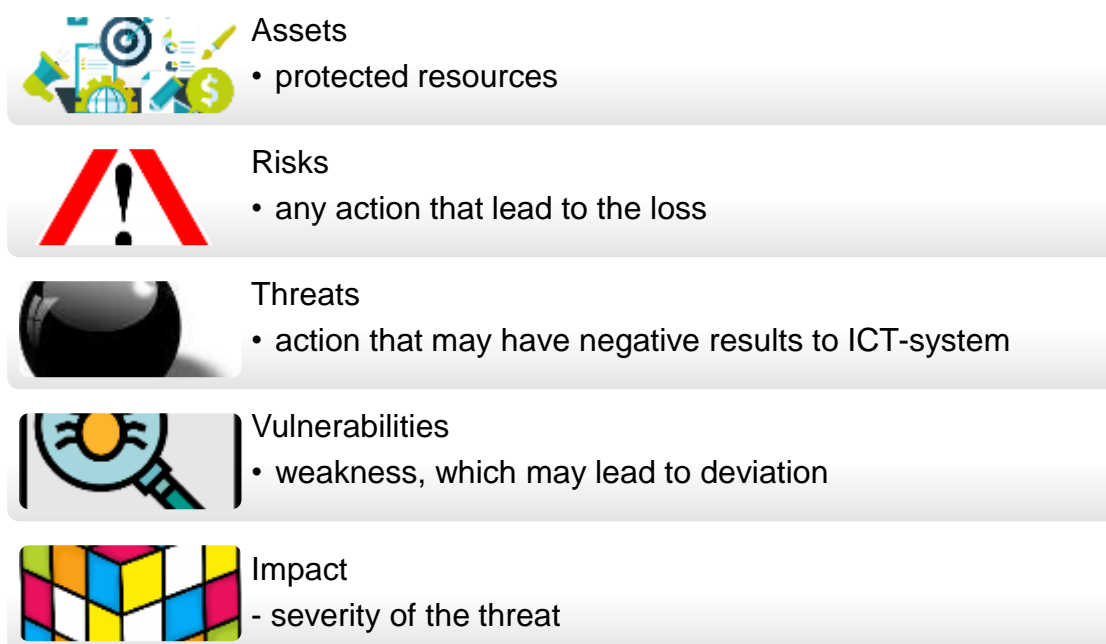 Assets
• protected resources
Risks
• any action that lead to the loss
Threats
• action that may have negative results to ICT-system
Vulnerabilities
• weakness, which may lead to deviation
Impact
- severity of the threat